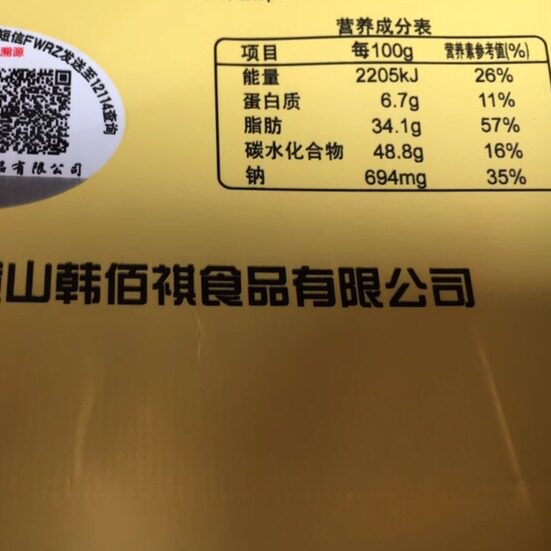 短信FWRZ发送至12114查询
溯源
品有限公司
营养成分表
项目 每100g 营养素参考值(%)
能量 2205kJ 26%
蛋白质 6.7g 11%
脂肪 34.1g 57%
碳水化合物 48.8g 16%
钠 694mg 35%
山韩佰祺食品有限公司